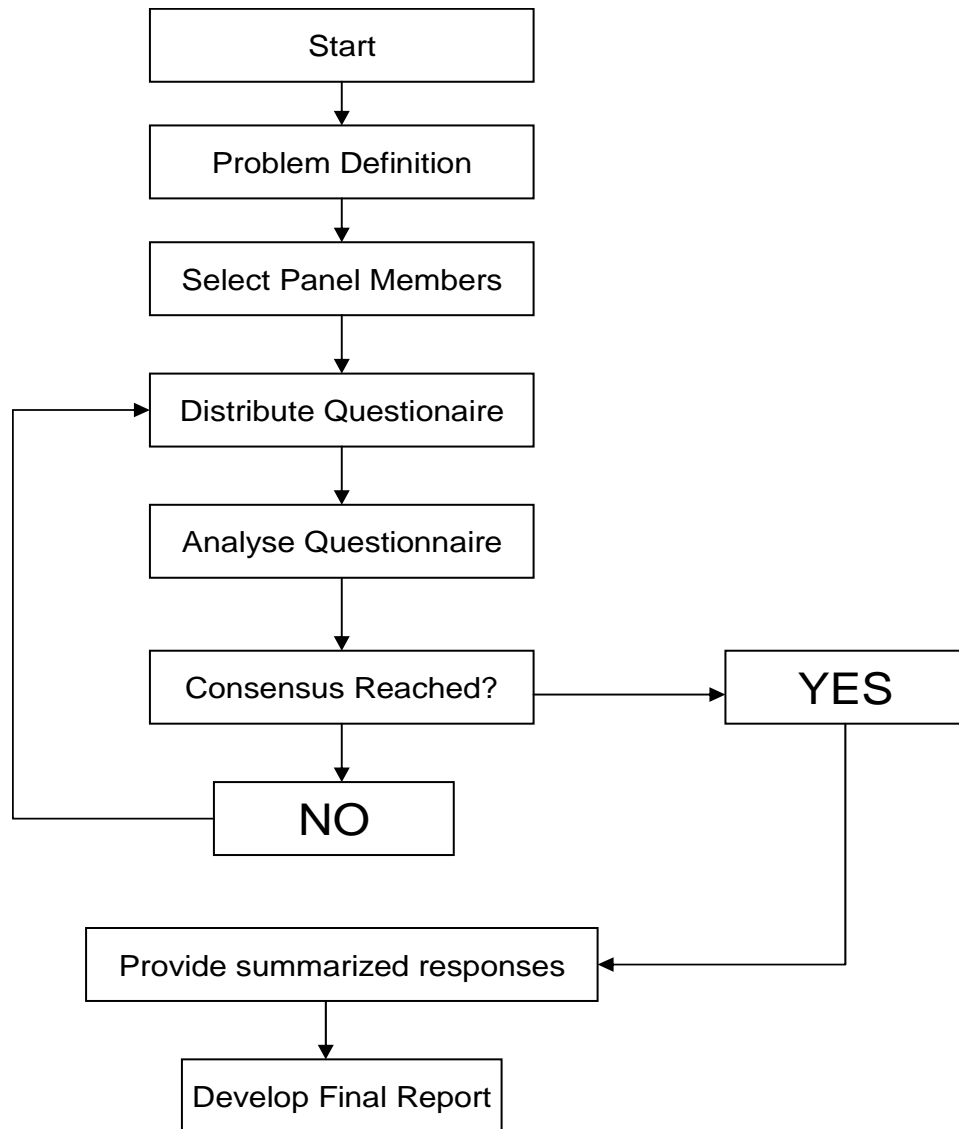 Start
Problem Definition
Select Panel Members
Distribute Questionaire
Analyse Questionnaire
Consensus Reached?
YES
NO
Provide summarized responses
Develop Final Report